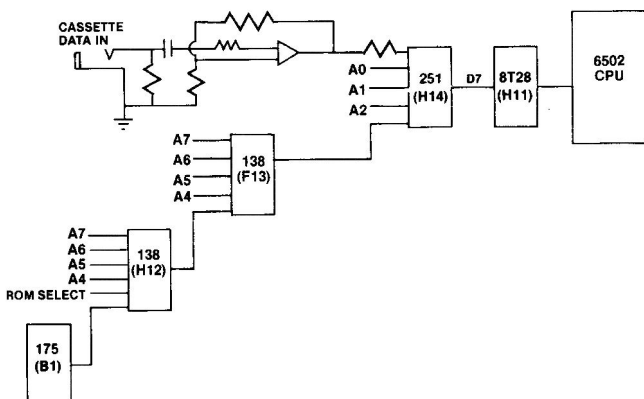 CASSETTE
DATA IN
A0
A1
A2
251
(H14)
D7
8T28
(H11)
6502
CPU
A7
A6
A5
A4
138
(F13)
A7
A6
A5
A4
ROM SELECT
138
(H12)
175
(B1)